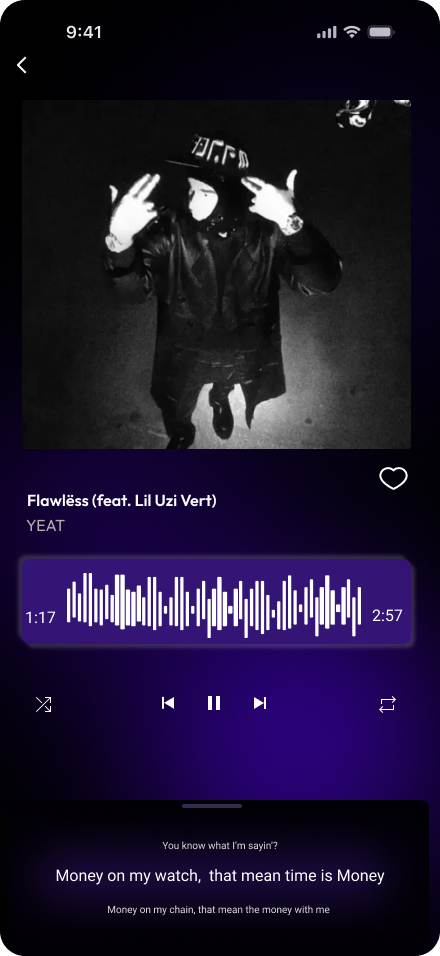 9:41
Flawlëss (feat. Lil Uzi Vert)
YEAT
1:17
2:57
You know what I'm sayin'?
Money on my watch, that mean time is Money
Money on my chain, that mean the money with me